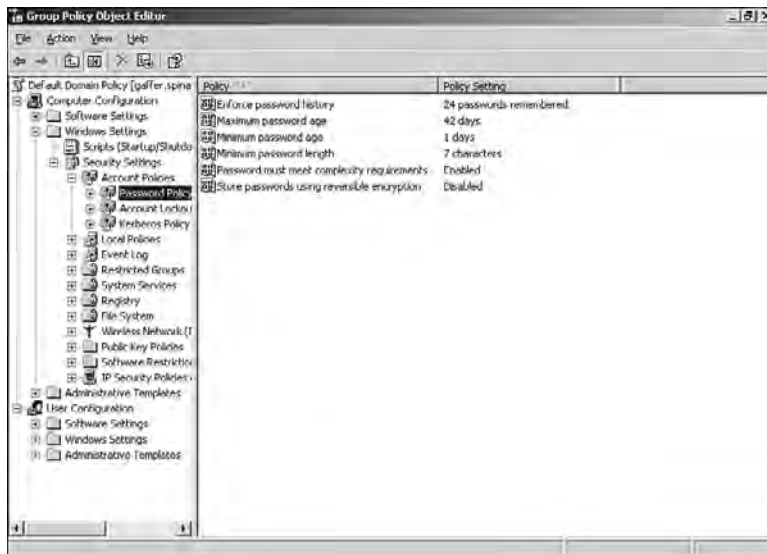 Group Policy Object Editor
File Action View Help
Default Domain Policy [gaffer.spina
Computer Configuration
Software Settings
Windows Settings
Scripts (Startup/Shutdo
Security Settings
Account Policies
Password Policy
Account Lockou
Kerberos Policy
Local Policies
Event Log
Restricted Groups
System Services
Registry
File System
Wireless Network (I
Public Key Policies
Software Restriction
IP Security Policies
Administrative Templates
User Configuration
Software Settings
Windows Settings
Administrative Templates
Policy Policy Setting
Enforce password history 24 passwords remembered
Maximum password age 42 days
Minimum password age 1 days
Minimum password length 7 characters
Password must meet complexity requirements Enabled
Store passwords using reversible encryption Disabled